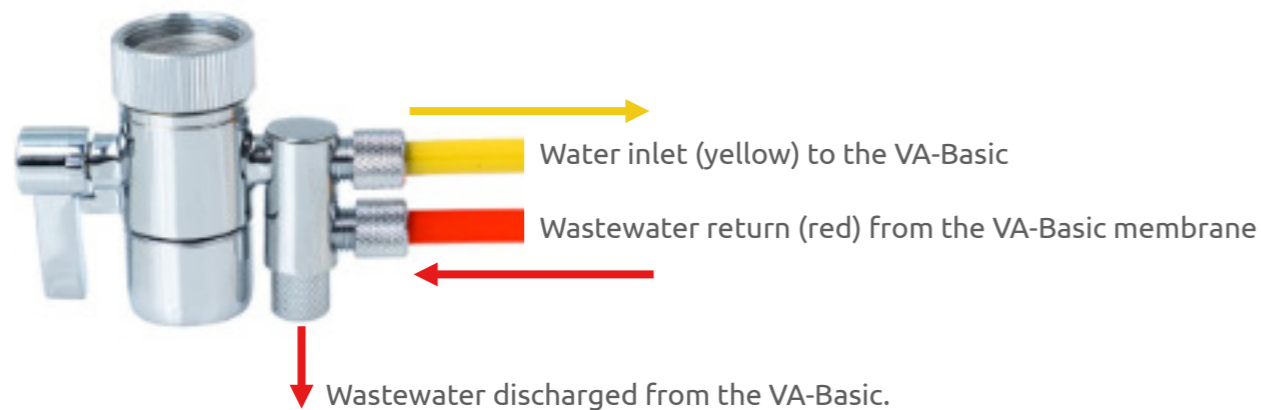 Water inlet (yellow) to the VA-Basic
Wastewater return (red) from the VA-Basic membrane
Wastewater discharged from the VA-Basic.